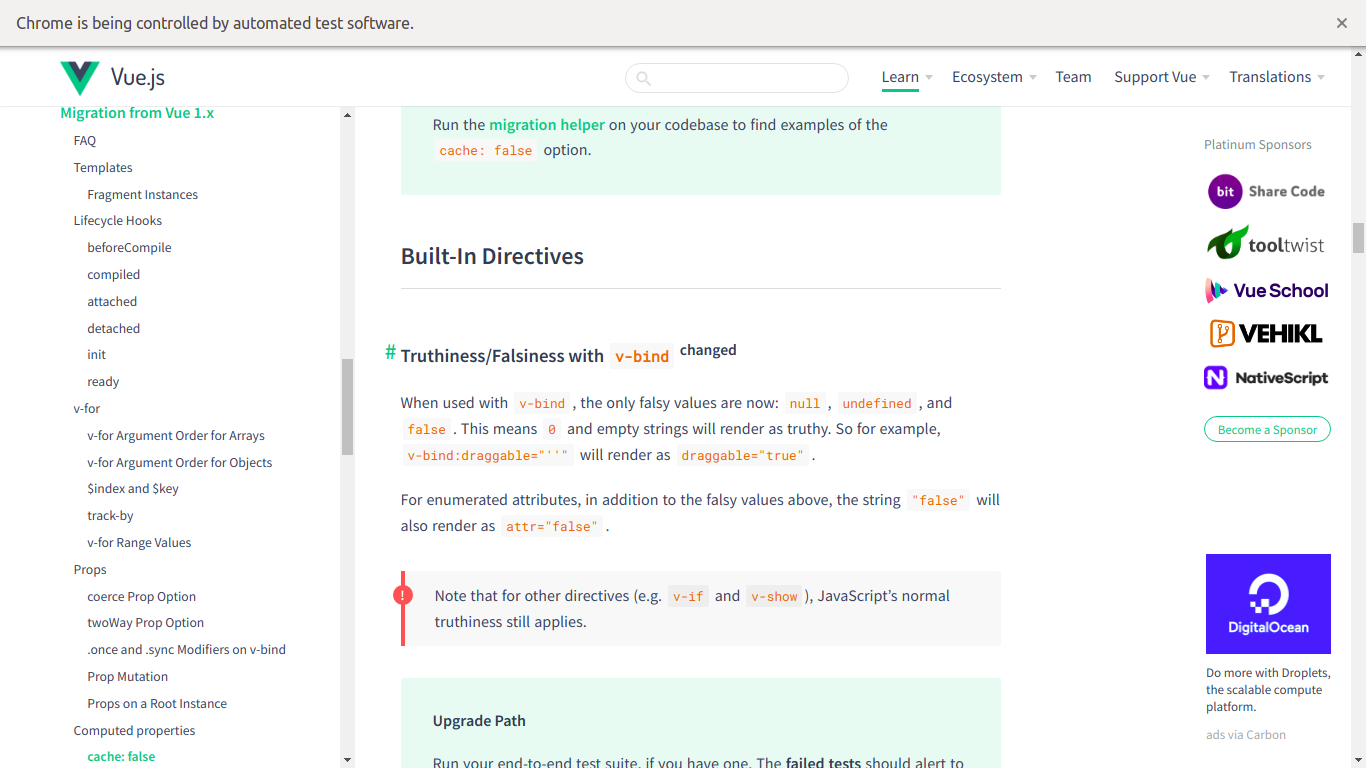 Chrome is being controlled by automated test software.
Vue.js
Learn
Ecosystem
Team
Support Vue
Translations
Migration from Vue 1.x
FAQ
Templates
Fragment Instances
Lifecycle Hooks
beforeCompile
compiled
attached
detached
init
ready
v-for
v-for Argument Order for Arrays
v-for Argument Order for Objects
$index and $key
track-by
v-for Range Values
Props
coerce Prop Option
twoWay Prop Option
.once and .sync Modifiers on v-bind
Prop Mutation
Props on a Root Instance
Computed properties
cache: false
Run the migration helper on your codebase to find examples of the
cache: false option.
Built-In Directives
# Truthiness/Falsiness with v-bind changed
When used with v-bind , the only falsy values are now: null , undefined , and
false . This means 0 and empty strings will render as truthy. So for example,
v-bind:draggable="''" will render as draggable="true" .
For enumerated attributes, in addition to the falsy values above, the string "false" will
also render as attr="false" .
! Note that for other directives (e.g. v-if and v-show ), JavaScript’s normal
truthiness still applies.
Upgrade Path
Run your end-to-end test suite, if you have one. The failed tests should alert to
Platinum Sponsors
bit Share Code
tooltwist
Vue School
VEHIKL
NativeScript
Become a Sponsor
DigitalOcean
Do more with Droplets,
the scalable compute
platform.
ads via Carbon